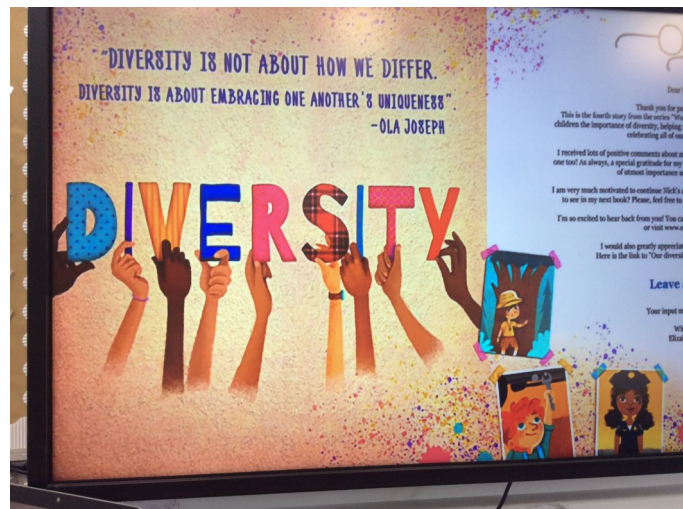 "DIVERSITY IS NOT ABOUT HOW WE DIFFER.
DIVERSITY IS ABOUT EMBRACING ONE ANOTHER'S UNIQUENESS".
-OLA JOSEPH
DIVERSITY
Dear
Thank you for
This is the fourth story from the series
children the importance of diversity, helping
celebrating all of
I received lots of positive comments about
one too! As always, a special gratitude for my
of utmost importance
I am very much motivated to continue Nick's
to see in my next book? Please, feel free to
I'm so excited to hear back from you! You
or visit
I would also greatly
Here is the link to "Our
Leave
Your input